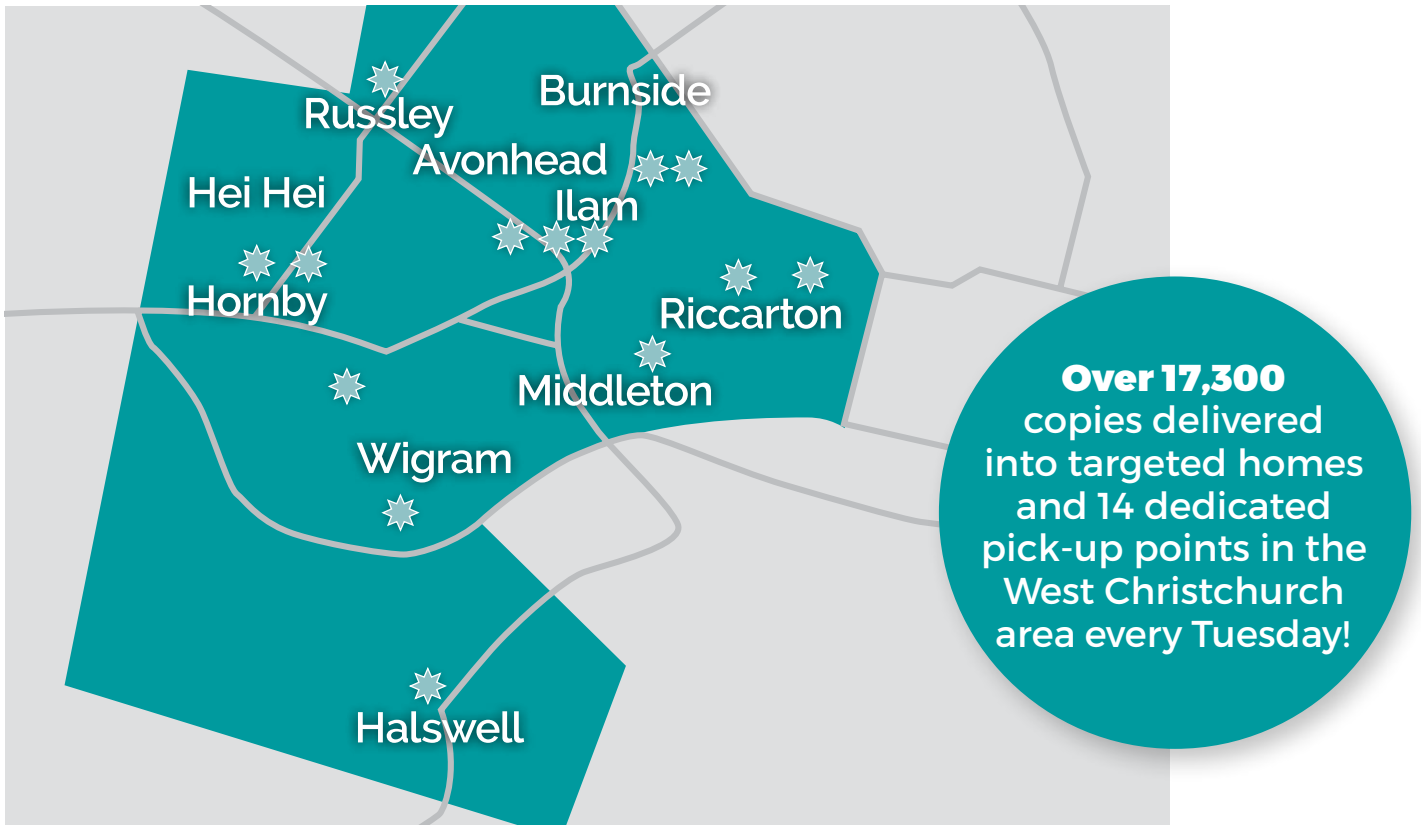 Burnside
Russley
Avonhead
Hei Hei
Ilam
Hornby
Riccarton
Middleton
Wigram
Halswell
Over 17,300
copies delivered
into targeted homes
and 14 dedicated
pick-up points in the
West Christchurch
area every Tuesday!